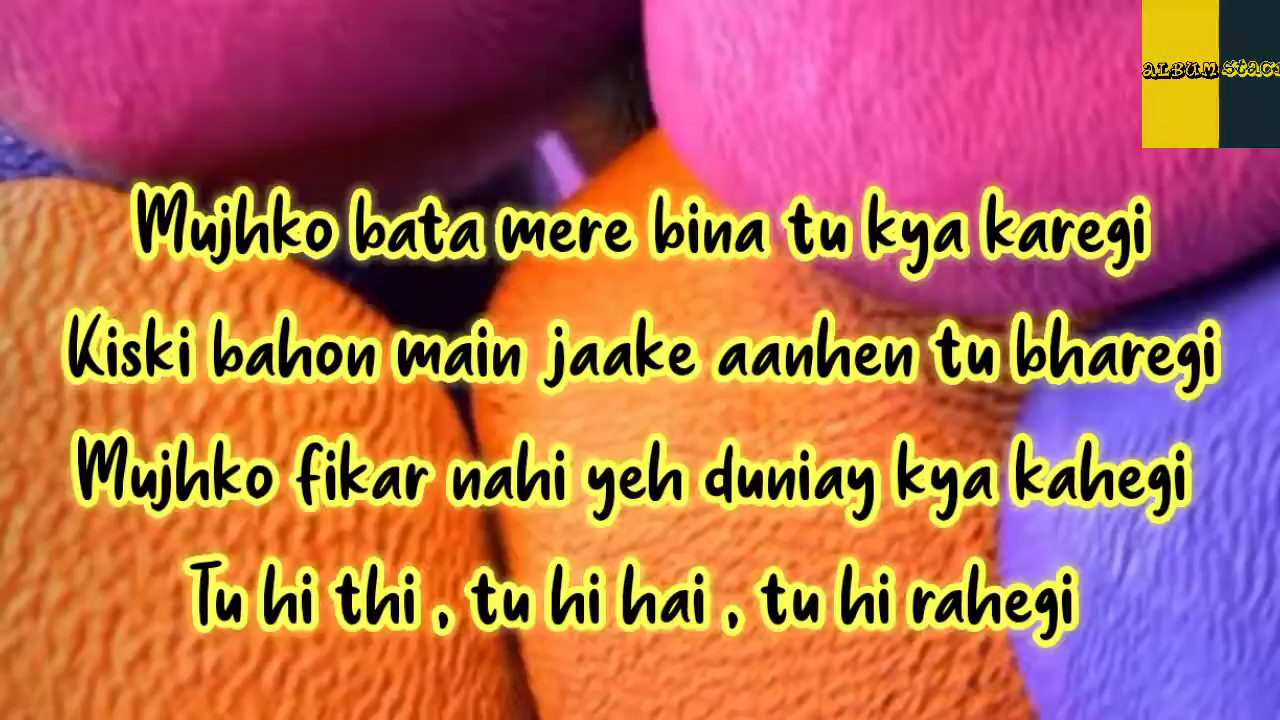 ALBUM
Mujhko bata mere bina tu kya karegi
Kiski bahon main jaake aanhen tu bharegi
Mujhko fikar nahi yeh duniay kya kahegi
Tu hi thi , tu hi hai , tu hi rahegi